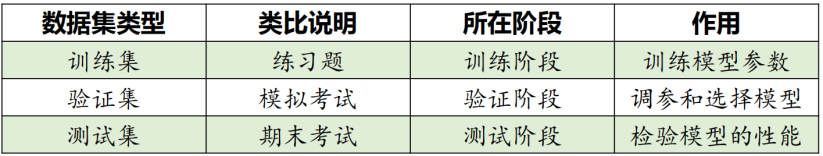 数据集类型 类比说明 所在阶段 作用
训练集 练习题 训练阶段 训练模型参数
验证集 模拟考试 验证阶段 调参和选择模型
测试集 期末考试 测试阶段 检验模型的性能